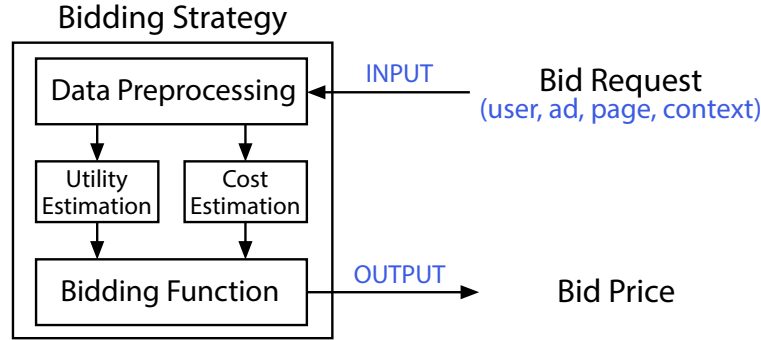 Bidding Strategy
Data Preprocessing
INPUT
Bid Request
(user, ad, page, context)
Utility
Estimation
Cost
Estimation
Bidding Function
OUTPUT
Bid Price